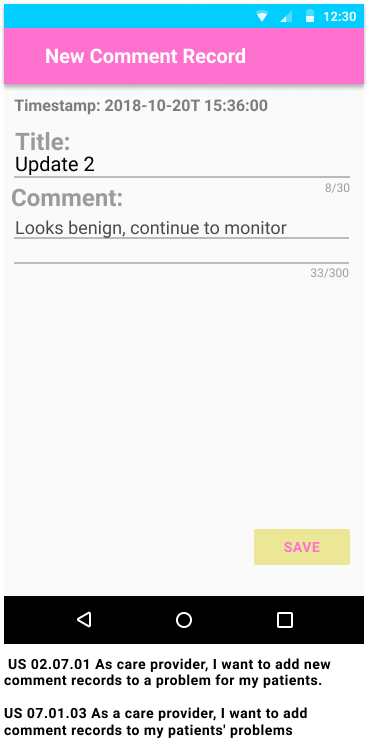 12:30
New Comment Record
Timestamp: 2018-10-20T 15:36:00
Title:
Update 2
8/30
Comment:
Looks benign, continue to monitor
33/300
SAVE
US 02.07.01 As care provider, I want to add new
comment records to a problem for my patients.
US 07.01.03 As a care provider, I want to add
comment records to my patients' problems